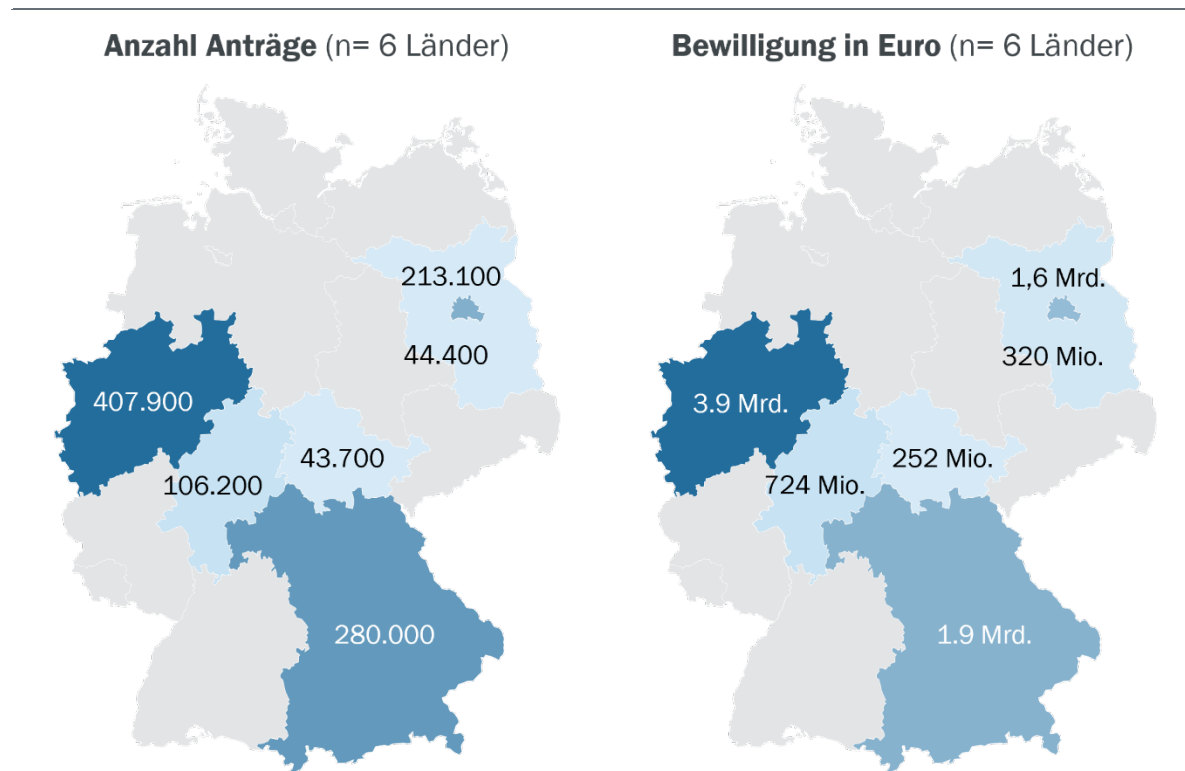 Anzahl Anträge (n= 6 Länder)
213.100
44.400
407.900
43.700
106.200
280.000
Bewilligung in Euro (n= 6 Länder)
1,6 Mrd.
320 Mio.
3.9 Mrd.
252 Mio.
724 Mio.
1.9 Mrd.